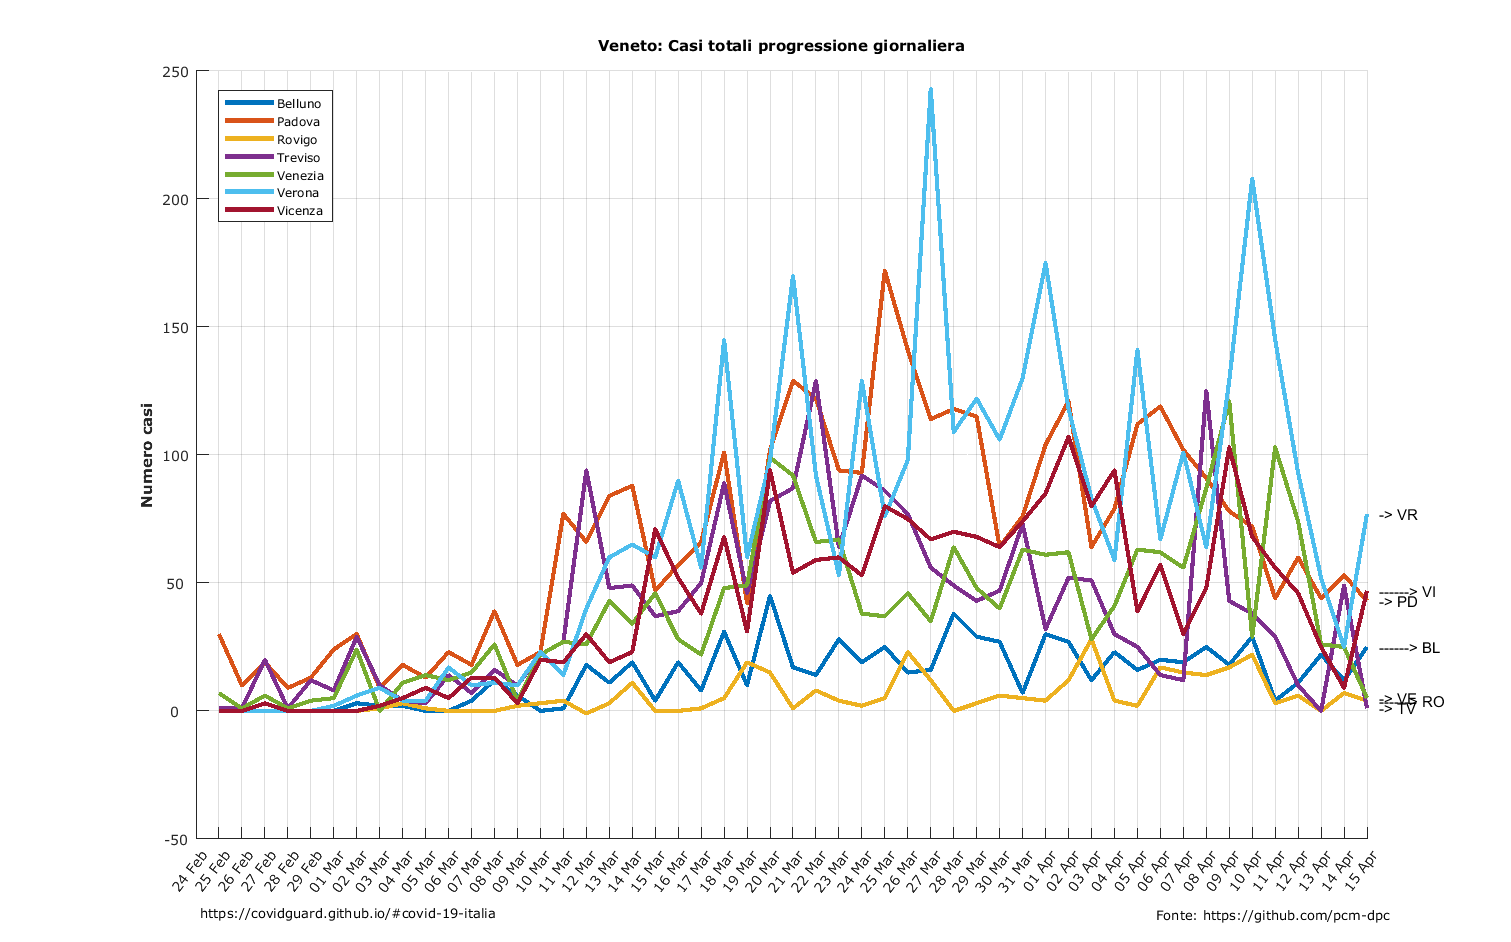 Veneto: Casi totali progressione giornaliera
250
200
150
100
50
0
-50
Numero casi
Belluno
Padova
Rovigo
Treviso
Venezia
Verona
Vicenza
-> VR
------> VI
-> PD
------> BL
-> VE
------> RO
-> TV
24 Feb
25 Feb
26 Feb
27 Feb
28 Feb
29 Feb
01 Mar
02 Mar
03 Mar
04 Mar
05 Mar
06 Mar
07 Mar
08 Mar
09 Mar
10 Mar
11 Mar
12 Mar
13 Mar
14 Mar
15 Mar
16 Mar
17 Mar
18 Mar
19 Mar
20 Mar
21 Mar
22 Mar
23 Mar
24 Mar
25 Mar
26 Mar
27 Mar
28 Mar
29 Mar
30 Mar
31 Mar
01 Apr
02 Apr
03 Apr
04 Apr
05 Apr
06 Apr
07 Apr
08 Apr
09 Apr
10 Apr
11 Apr
12 Apr
13 Apr
14 Apr
15 Apr
https://covidguard.github.io/#covid-19-italia
Fonte: https://github.com/pcm-dpc